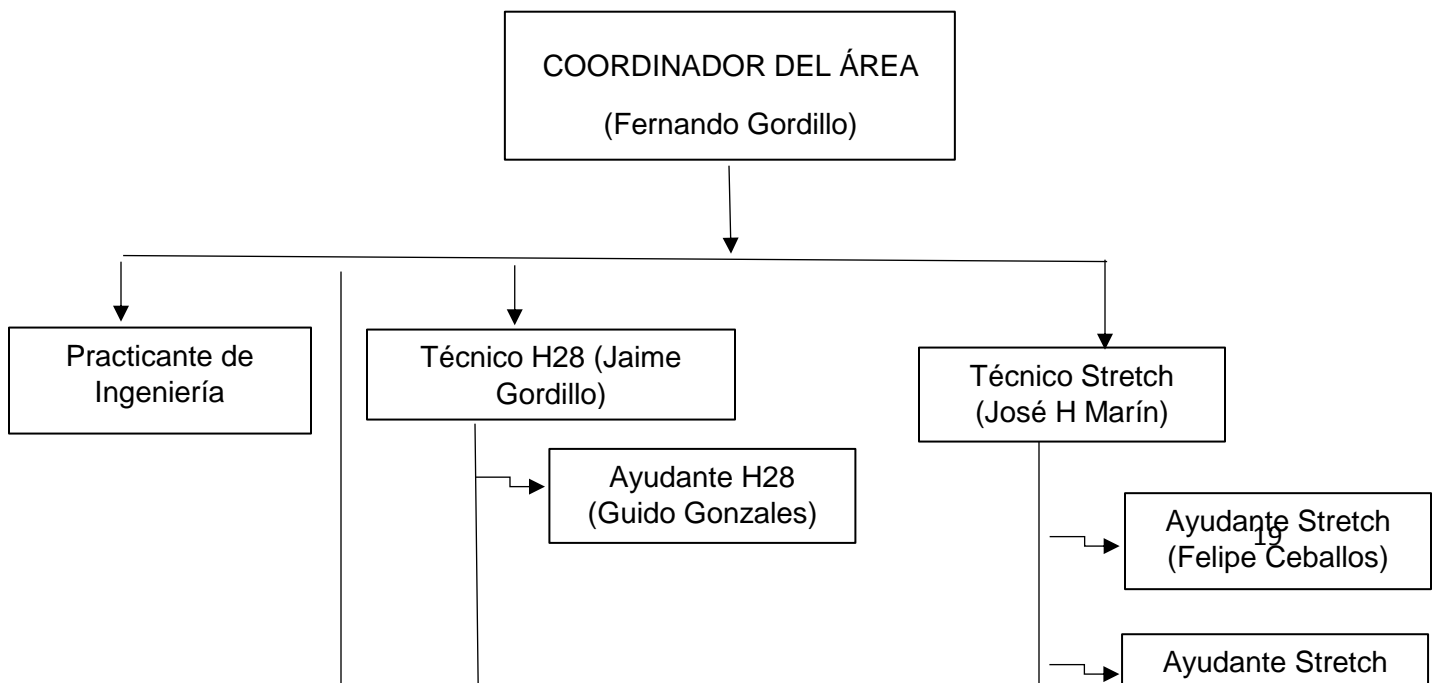 COORDINADOR DEL ÁREA
(Fernando Gordillo)
Practicante de
Ingeniería
Técnico H28 (Jaime
Gordillo)
Técnico Stretch
(José H Marín)
Ayudante H28
(Guido Gonzales)
Ayudante Stretch
(Felipe Ceballos)
19
Ayudante Stretch